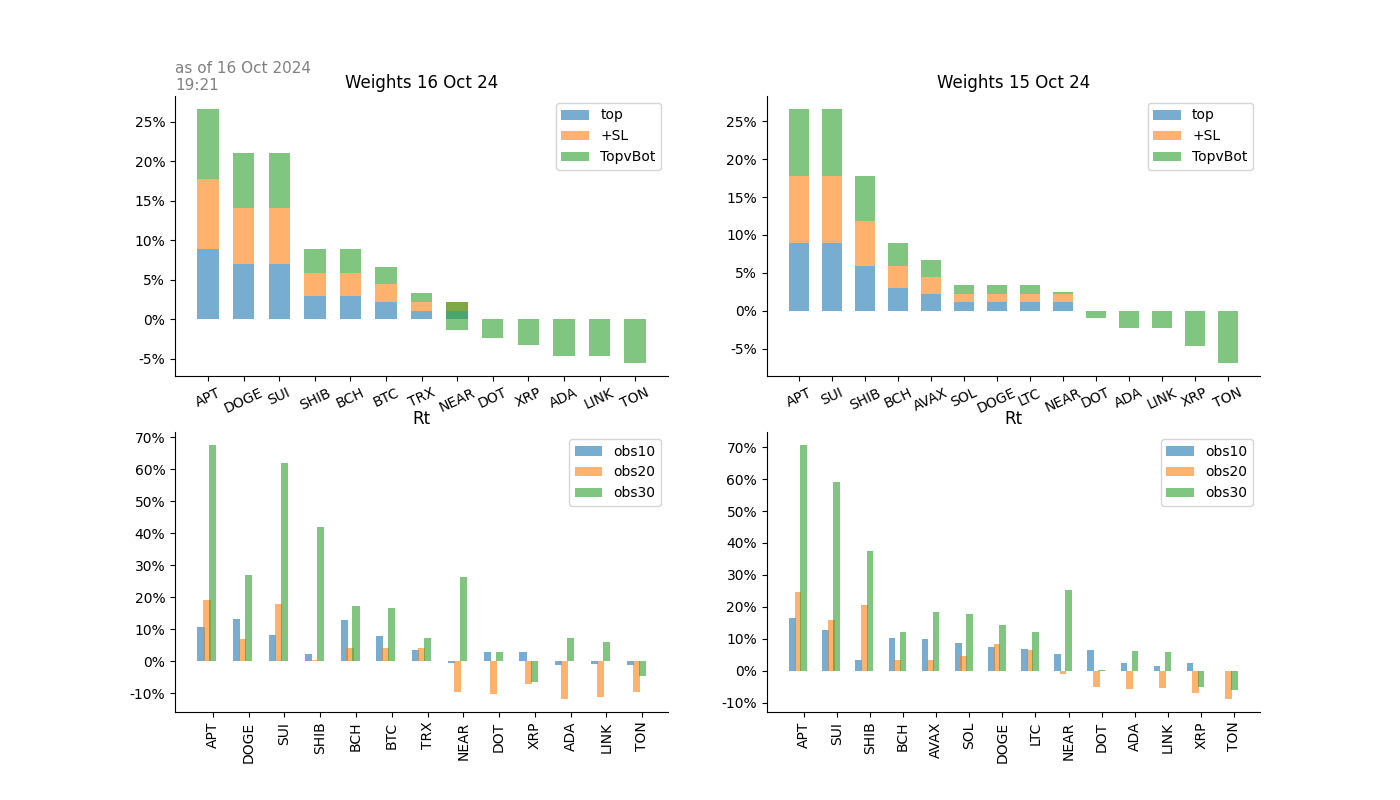 as of 16 Oct 2024
19:21
Weights 16 Oct 24
25%
20%
15%
10%
5%
0%
-5%
top
+SL
TopvBot
APT DOGE SUI SHIB BCH BTC TRX NEAR DOT XRP ADA LINK TON
Weights 15 Oct 24
25%
20%
15%
10%
5%
0%
-5%
top
+SL
TopvBot
APT SUI SHIB BCH AVAX SOL DOGE LTC NEAR DOT ADA LINK XRP TON
Rt
70%
60%
50%
40%
30%
20%
10%
0%
-10%
obs10
obs20
obs30
APT DOGE SUI SHIB BCH BTC TRX NEAR DOT XRP ADA LINK TON
Rt
70%
60%
50%
40%
30%
20%
10%
0%
-10%
obs10
obs20
obs30
APT SUI SHIB BCH AVAX SOL DOGE LTC NEAR DOT ADA LINK XRP TON